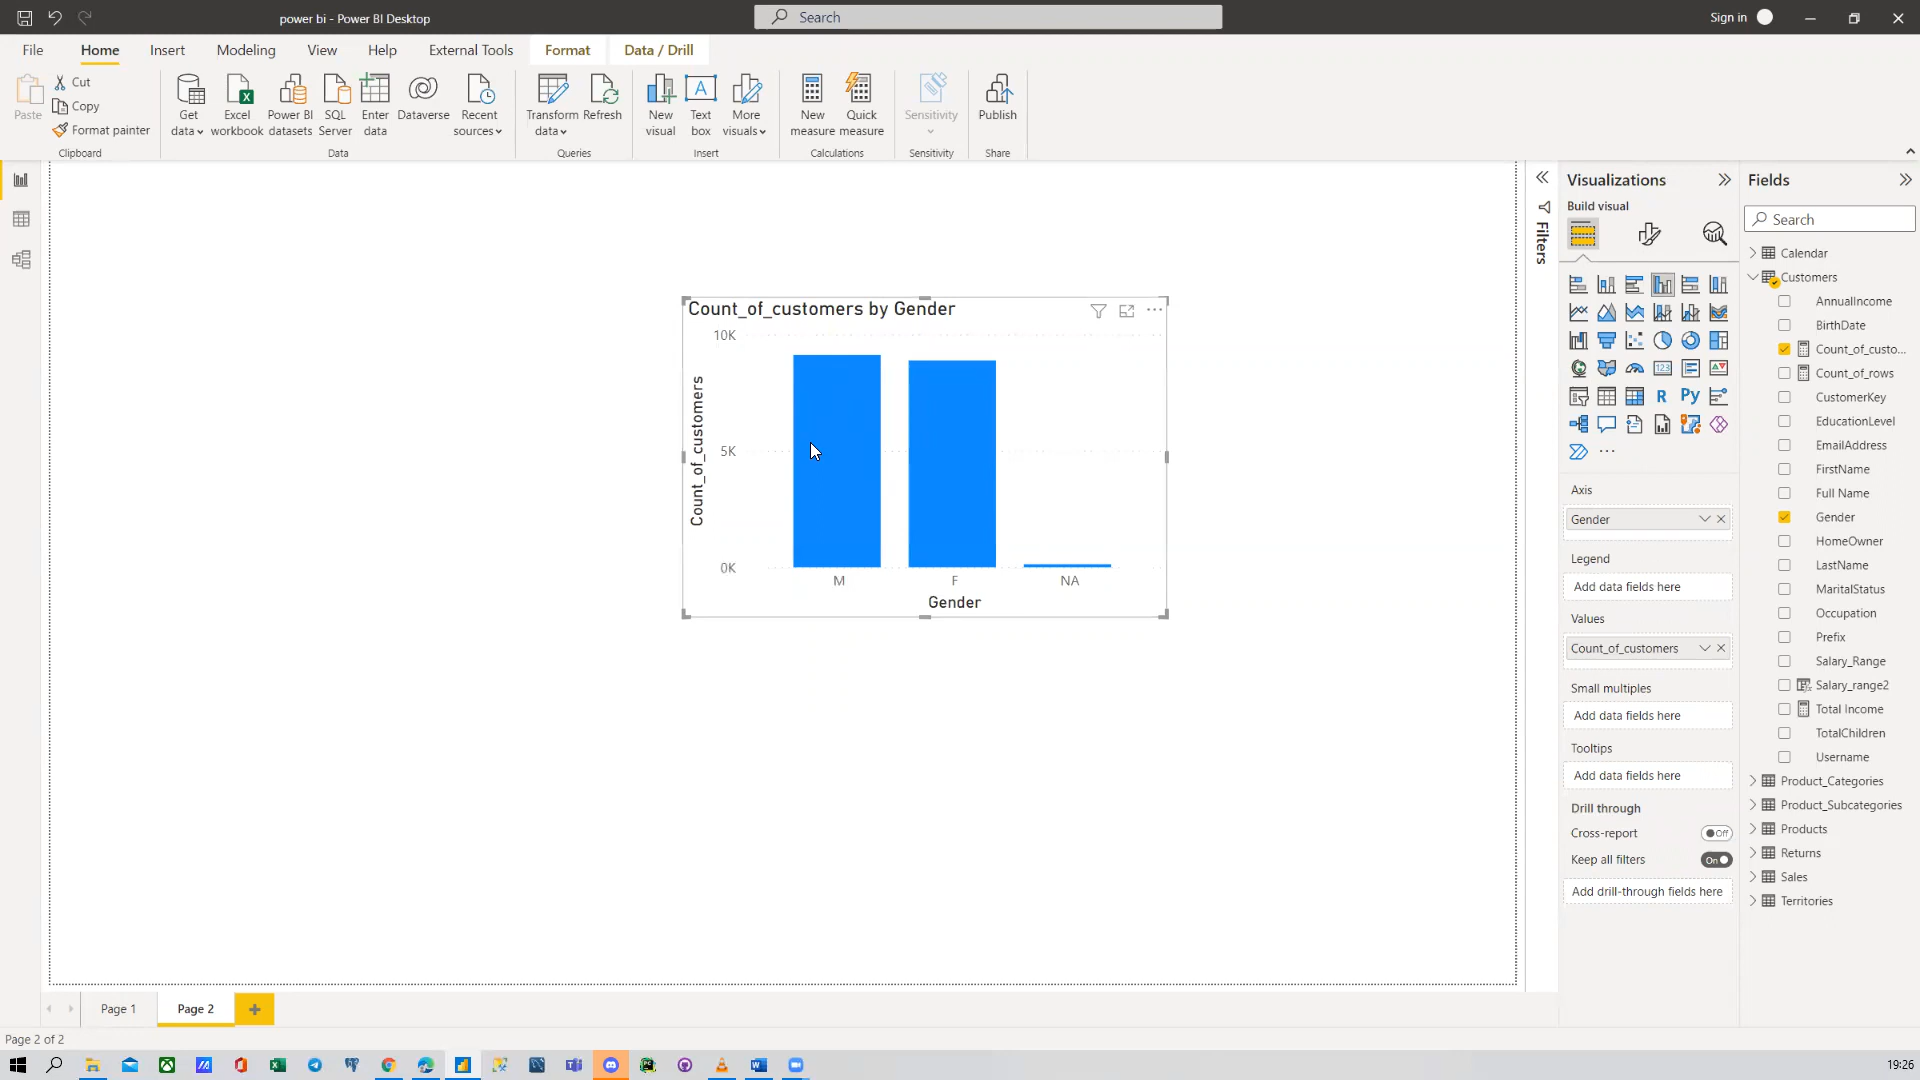 power bi - Power BI Desktop
Search
Sign in
File
Home
Insert
Modeling
View
Help
External Tools
Format
Data / Drill
Paste
Cut
Copy
Format painter
Clipboard
Get data
Excel workbook
Power BI datasets
SQL Server
Enter data
Dataverse
Recent sources
Data
Transform data
Refresh
Queries
New visual
A
Text box
More visuals
Insert
New measure
Quick measure
Calculations
Sensitivity
Sensitivity
Publish
Share
Count_of_customers by Gender
10K
5K
0K
Count_of_customers
M
F
NA
Gender
Filters
Visualizations
Build visual
123
R
Py
Axis
Gender
Legend
Add data fields here
Values
Count_of_customers
Small multiples
Add data fields here
Tooltips
Add data fields here
Drill through
Cross-report
Off
Keep all filters
On
Add drill-through fields here
Fields
Search
Calendar
Customers
AnnualIncome
BirthDate
Count_of_custo...
Count_of_rows
CustomerKey
EducationLevel
EmailAddress
FirstName
Full Name
Gender
HomeOwner
LastName
MaritalStatus
Occupation
Prefix
Salary_Range
Salary_range2
Total Income
TotalChildren
Username
Product_Categories
Product_Subcategories
Products
Returns
Sales
Territories
Page 1
Page 2
Page 2 of 2
19:26